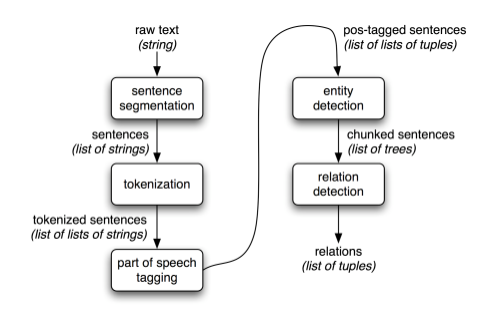 raw text
(string)
sentence
segmentation
sentences
(list of strings)
tokenization
tokenized sentences
(list of lists of strings)
part of speech
tagging
pos-tagged sentences
(list of lists of tuples)
entity
detection
chunked sentences
(list of trees)
relation
detection
relations
(list of tuples)